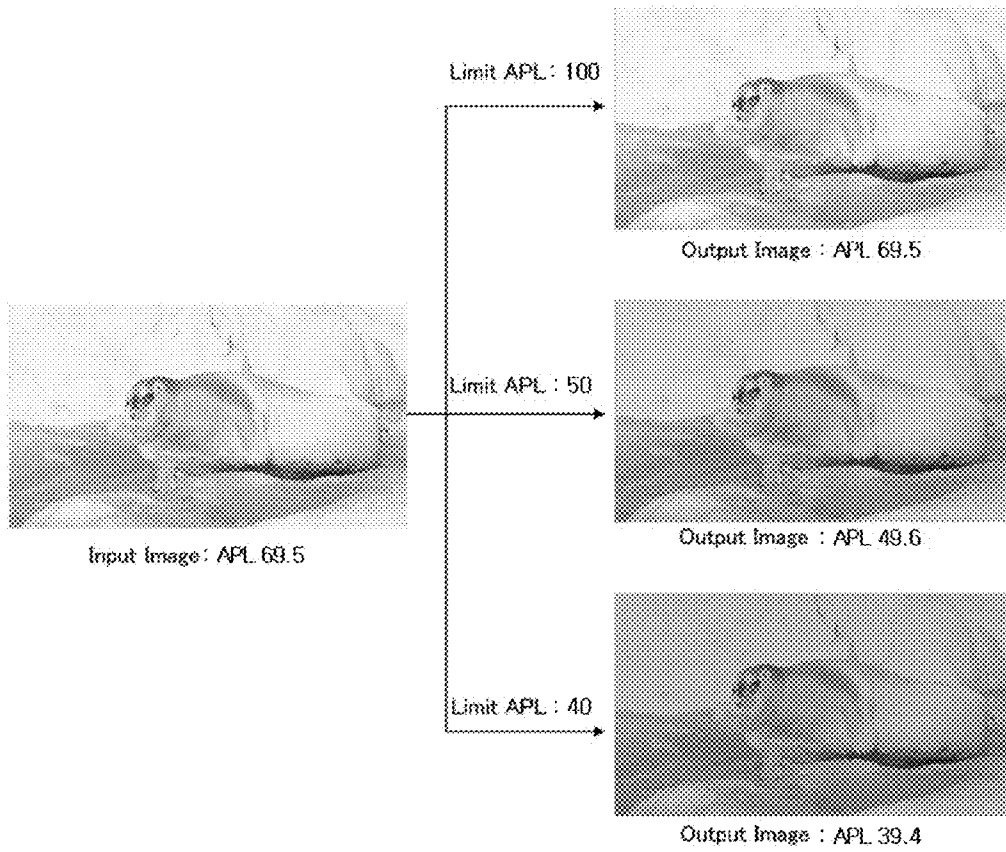 Limit APL : 100
Output Image : APL 69.5
Limit APL : 50
Input Image : APL 69.5
Output Image : APL 49.6
Limit APL : 40
Output Image : APL 39.4